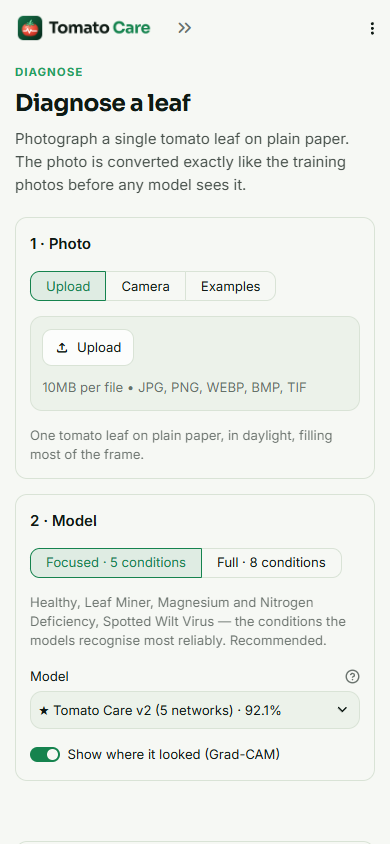 Tomato Care
DIAGNOSE
Diagnose a leaf
Photograph a single tomato leaf on plain paper.
The photo is converted exactly like the training
photos before any model sees it.
1 · Photo
Upload Camera Examples
Upload
10MB per file • JPG, PNG, WEBP, BMP, TIF
One tomato leaf on plain paper, in daylight, filling
most of the frame.
2 · Model
Focused · 5 conditions Full · 8 conditions
Healthy, Leaf Miner, Magnesium and Nitrogen
Deficiency, Spotted Wilt Virus — the conditions the
models recognise most reliably. Recommended.
Model
★ Tomato Care v2 (5 networks) · 92.1%
Show where it looked (Grad-CAM)